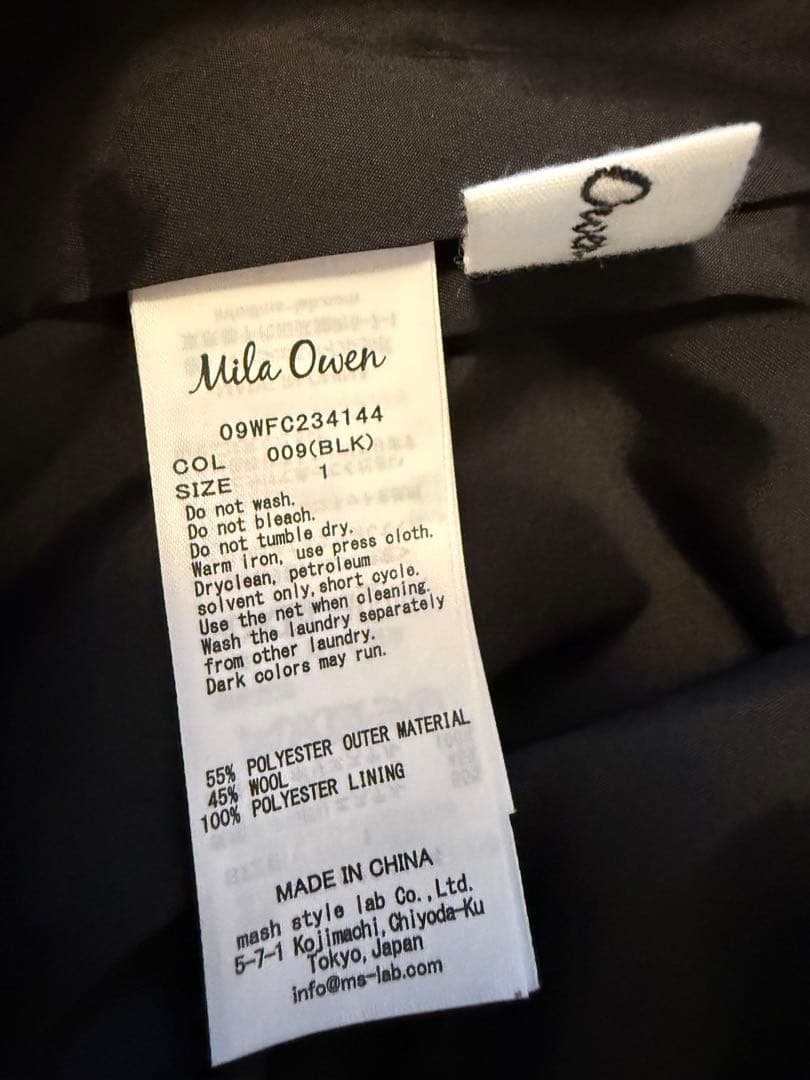 Owen
Mila Owen
09WFC234144
COL 009(BLK)
SIZE 1
Do not wash.
Do not bleach.
Do not tumble dry.
Warm iron, use press cloth.
Dryclean, petroleum
solvent only, short cycle.
Use the net when cleaning.
Wash the laundry separately
from other laundry.
Dark colors may run.
55% POLYESTER OUTER MATERIAL
45% WOOL
100% POLYESTER LINING
MADE IN CHINA
mash style lab Co.,Ltd.
5-7-1 Kojimachi, Chiyoda-Ku
Tokyo, Japan
info@ms-lab.com